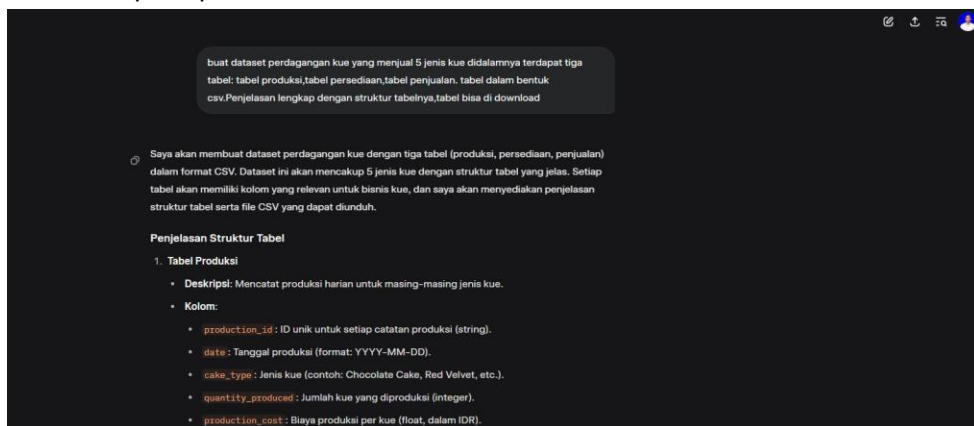 buat dataset perdagangan kue yang menjual 5 jenis kue didalamnya terdapat tiga
tabel: tabel produksi,tabel persediaan,tabel penjualan. tabel dalam bentuk
csv.Penjelasan lengkap dengan struktur tabelnya,tabel bisa di download
Saya akan membuat dataset perdagangan kue dengan tiga tabel (produksi, persediaan, penjualan)
dalam format CSV. Dataset ini akan mencakup 5 jenis kue dengan struktur tabel yang jelas. Setiap
tabel akan memiliki kolom yang relevan untuk bisnis kue, dan saya akan menyediakan penjelasan
struktur tabel serta file CSV yang dapat diunduh.
Penjelasan Struktur Tabel
1. Tabel Produksi
• Deskripsi: Mencatat produksi harian untuk masing-masing jenis kue.
• Kolom:
• production_id : ID unik untuk setiap catatan produksi (string).
• date : Tanggal produksi (format: YYYY-MM-DD).
• cake_type : Jenis kue (contoh: Chocolate Cake, Red Velvet, etc.).
• quantity_produced : Jumlah kue yang diproduksi (integer).
• production_cost : Biaya produksi per kue (float, dalam IDR).